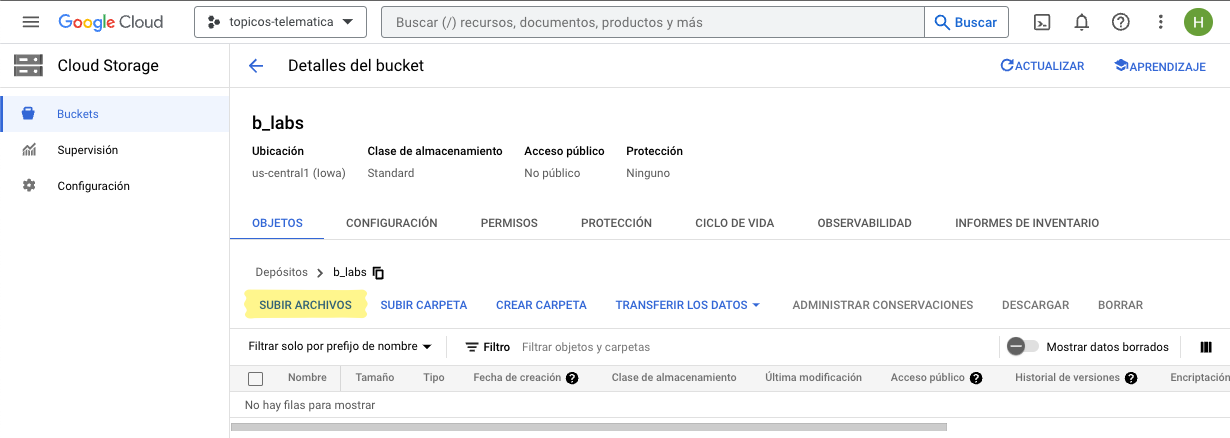 Google Cloud topicos-telematica Buscar (/) recursos, documentos, productos y más Buscar H
Cloud Storage
Detalles del bucket ACTUALIZAR APRENDIZAJE
Buckets
Supervisión
Configuración
b_labs
Ubicación Clase de almacenamiento Acceso público Protección
us-central1 (Iowa) Standard No público Ninguno
OBJETOS CONFIGURACIÓN PERMISOS PROTECCIÓN CICLO DE VIDA OBSERVABILIDAD INFORMES DE INVENTARIO
Depósitos > b_labs
SUBIR ARCHIVOS SUBIR CARPETA CREAR CARPETA TRANSFERIR LOS DATOS ADMINISTRAR CONSERVACIONES DESCARGAR BORRAR
Filtrar solo por prefijo de nombre Filtro Filtrar objetos y carpetas Mostrar datos borrados
Nombre Tamaño Tipo Fecha de creación Clase de almacenamiento Última modificación Acceso público Historial de versiones Encriptación
No hay filas para mostrar